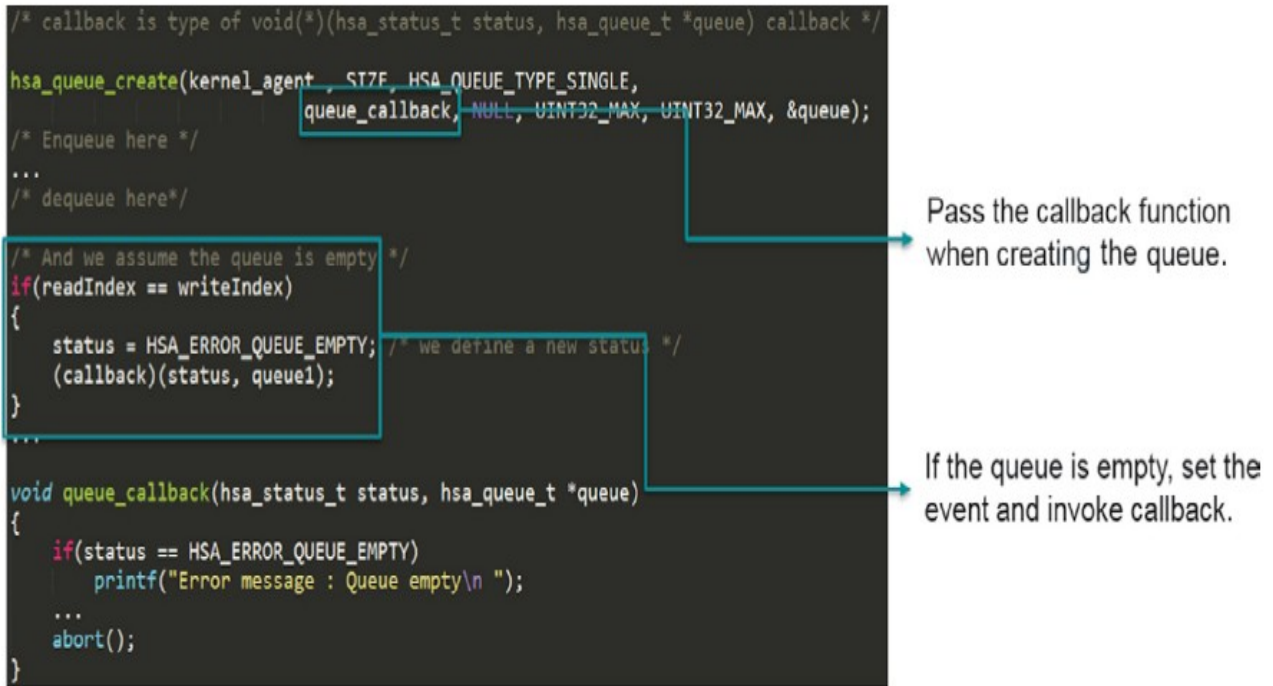 /* callback is type of void(*)(hsa_status_t status, hsa_queue_t *queue) callback */
hsa_queue_create(kernel_agent , SIZE, HSA_QUEUE_TYPE_SINGLE,
queue_callback, NULL, UINT32_MAX, UINT32_MAX, &queue);
/* Enqueue here */
...
/* dequeue here*/
/* And we assume the queue is empty */
if(readIndex == writeIndex)
{
status = HSA_ERROR_QUEUE_EMPTY; /* we define a new status */
(callback)(status, queue1);
}
...
void queue_callback(hsa_status_t status, hsa_queue_t *queue)
{
if(status == HSA_ERROR_QUEUE_EMPTY)
printf("Error message : Queue empty\n ");
...
abort();
}
Pass the callback function
when creating the queue.
If the queue is empty, set the
event and invoke callback.